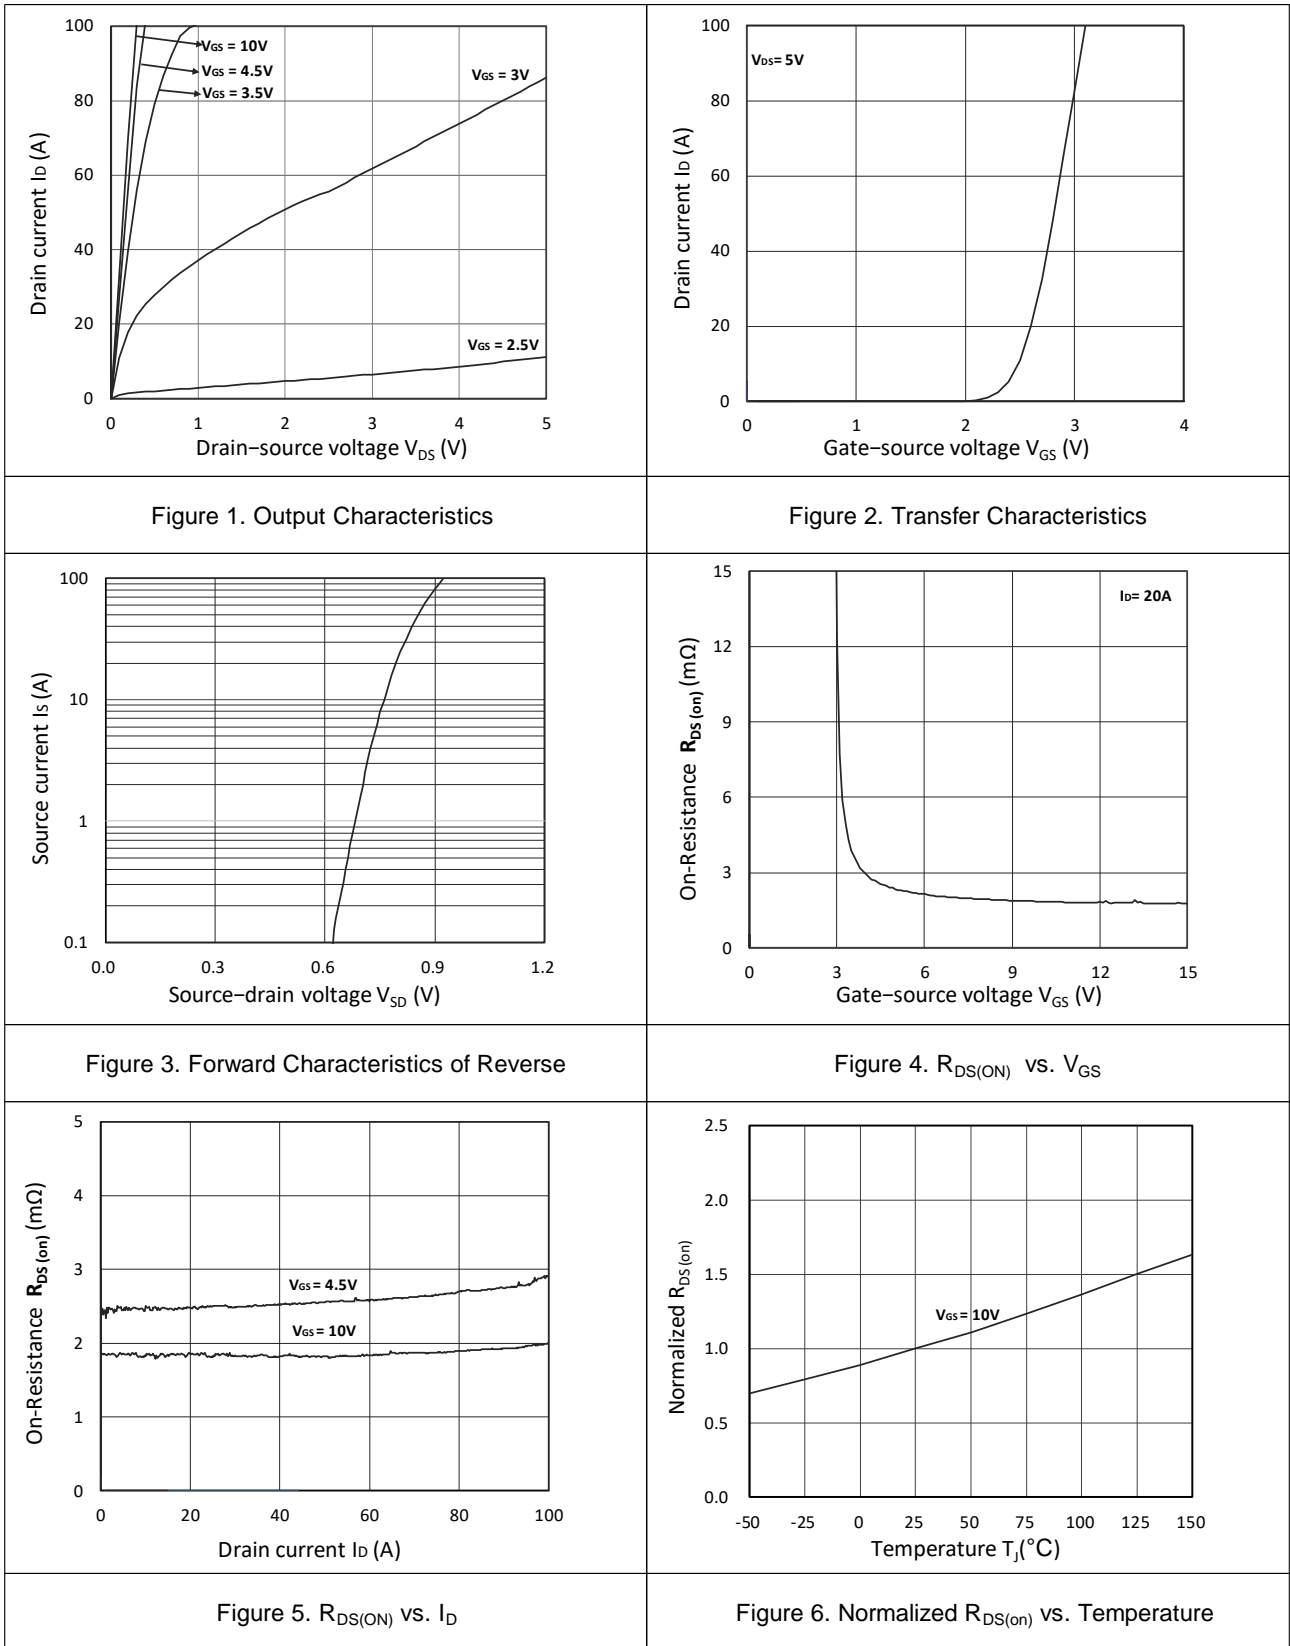 100
80
60
40
20
0
Drain current ID (A)
VGS = 10V
VGS = 4.5V
VGS = 3.5V
VGS = 3V
VGS = 2.5V
0 1 2 3 4 5
Drain−source voltage VDS (V)
Figure 1. Output Characteristics
100
80
60
40
20
0
Drain current ID (A)
VDS= 5V
0 1 2 3 4
Gate−source voltage VGS (V)
Figure 2. Transfer Characteristics
100
10
1
0.1
Source current IS (A)
0.0 0.3 0.6 0.9 1.2
Source−drain voltage VSD (V)
Figure 3. Forward Characteristics of Reverse
15
12
9
6
3
0
On-Resistance RDS (on) (mΩ)
ID= 20A
0 3 6 9 12 15
Gate−source voltage VGS (V)
Figure 4. RDS(ON) vs. VGS
5
4
3
2
1
0
On-Resistance RDS (on) (mΩ)
VGS = 4.5V
VGS = 10V
0 20 40 60 80 100
Drain current ID (A)
Figure 5. RDS(ON) vs. ID
2.5
2.0
1.5
1.0
0.5
0.0
Normalized RDS (on)
VGS = 10V
-50 -25 0 25 50 75 100 125 150
Temperature TJ(°C)
Figure 6. Normalized RDS(on) vs. Temperature